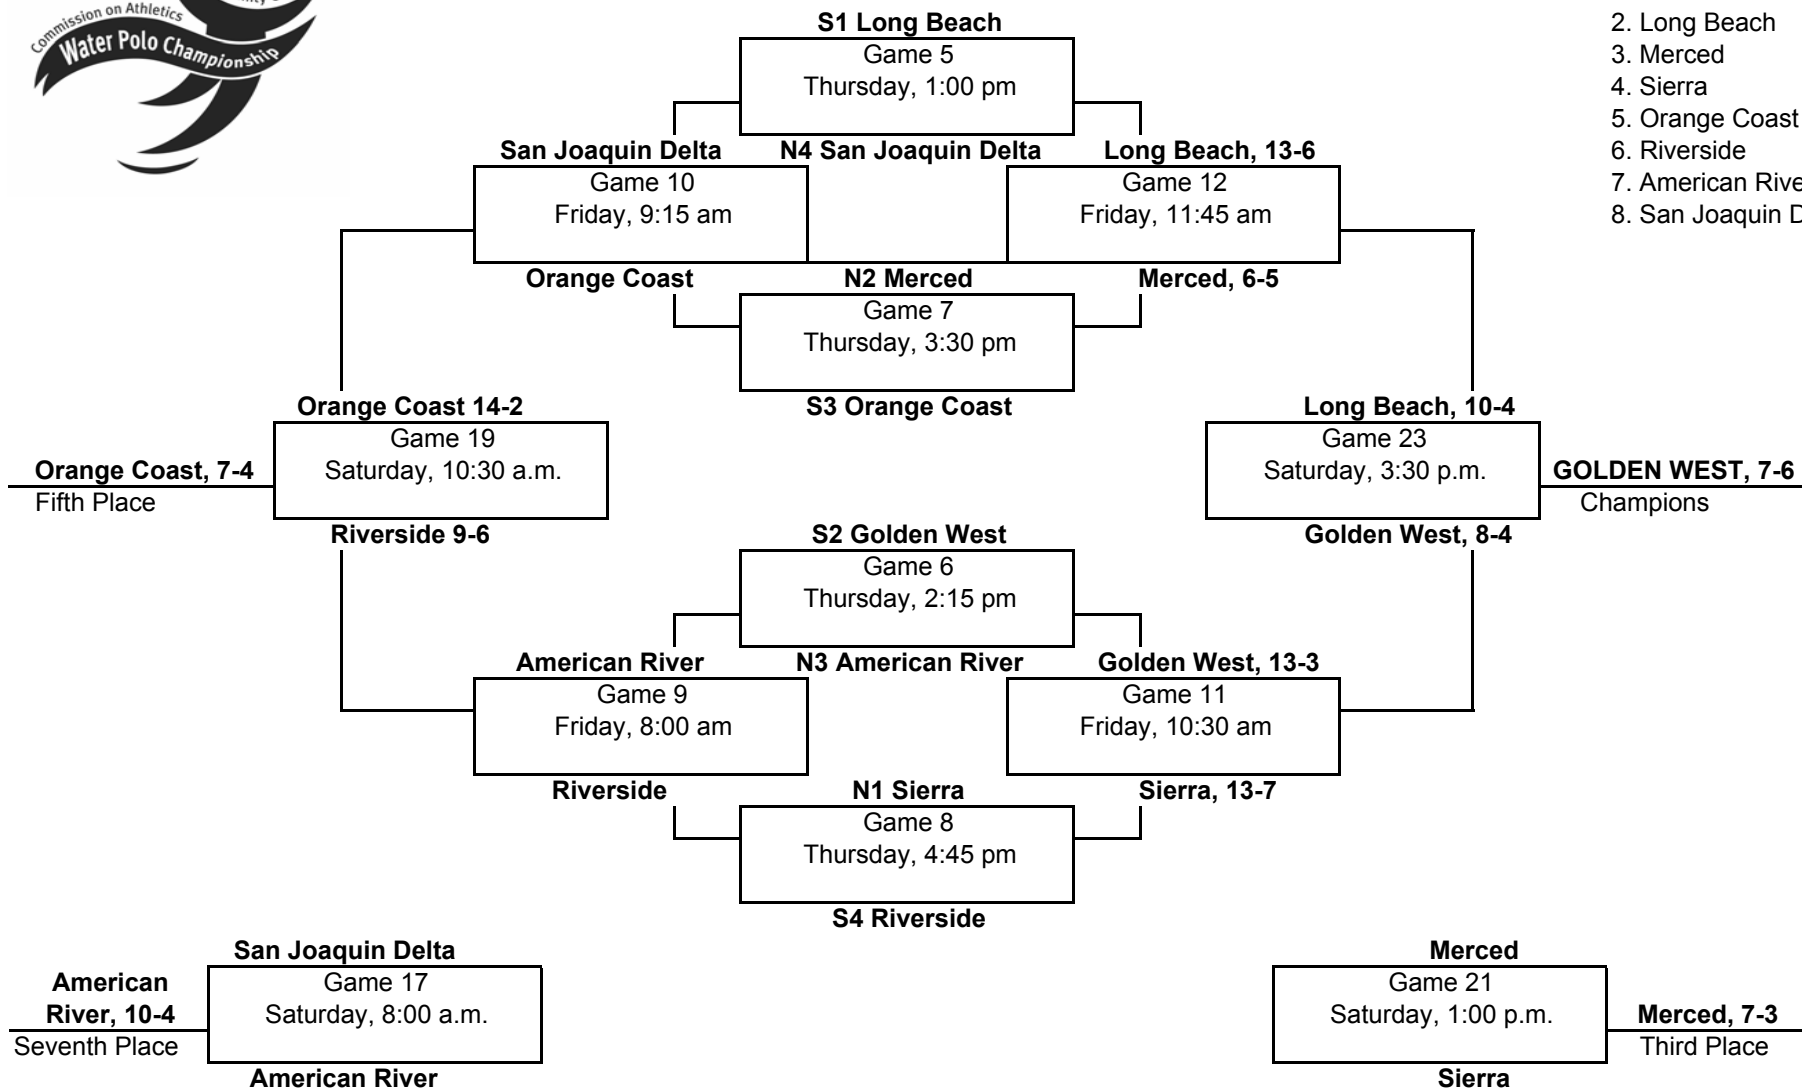 Commission on Athletics
Water Polo Championship
S1 Long Beach
Game 5
Thursday, 1:00 pm
2. Long Beach
3. Merced
4. Sierra
5. Orange Coast
6. Riverside
7. American Rive
8. San Joaquin D
San Joaquin Delta
N4 San Joaquin Delta
Long Beach, 13-6
Game 10
Friday, 9:15 am
Game 12
Friday, 11:45 am
Orange Coast
N2 Merced
Merced, 6-5
Game 7
Thursday, 3:30 pm
Orange Coast 14-2
S3 Orange Coast
Long Beach, 10-4
Game 19
Saturday, 10:30 a.m.
Game 23
Saturday, 3:30 p.m.
Orange Coast, 7-4
Fifth Place
GOLDEN WEST, 7-6
Champions
Riverside 9-6
S2 Golden West
Golden West, 8-4
Game 6
Thursday, 2:15 pm
American River
N3 American River
Golden West, 13-3
Game 9
Friday, 8:00 am
Game 11
Friday, 10:30 am
Riverside
N1 Sierra
Sierra, 13-7
Game 8
Thursday, 4:45 pm
S4 Riverside
San Joaquin Delta
Merced
American
River, 10-4
Seventh Place
Game 17
Saturday, 8:00 a.m.
Game 21
Saturday, 1:00 p.m.
Merced, 7-3
Third Place
American River
Sierra